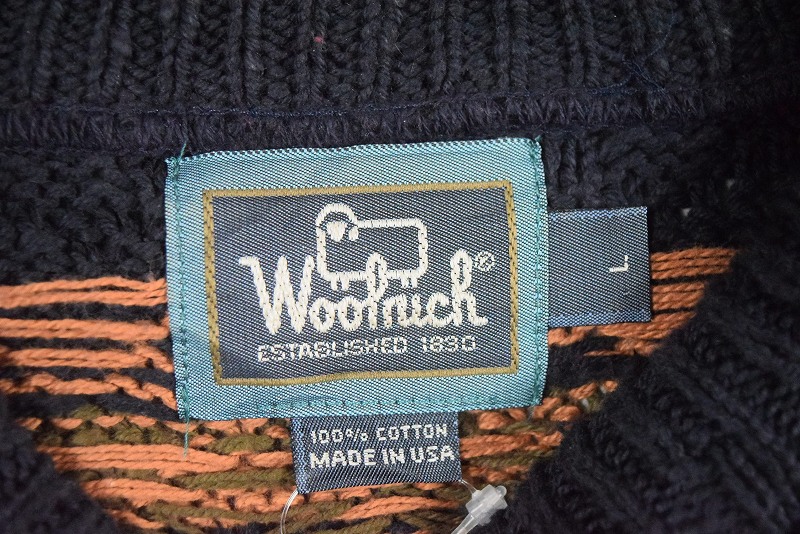 Woolrich®
ESTABLISHED 1830
L
100% COTTON
MADE IN USA